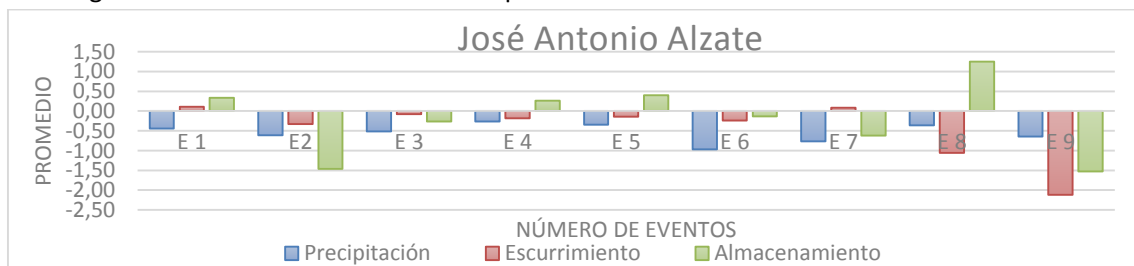 José Antonio Alzate
1,50
1,00
0,50
0,00
-0,50
-1,00
-1,50
-2,00
-2,50
PROMEDIO
E 1 E2 E 3 E 4 E 5 E 6 E 7 E 8 E 9
NÚMERO DE EVENTOS
Precipitación Escurrimiento Almacenamiento